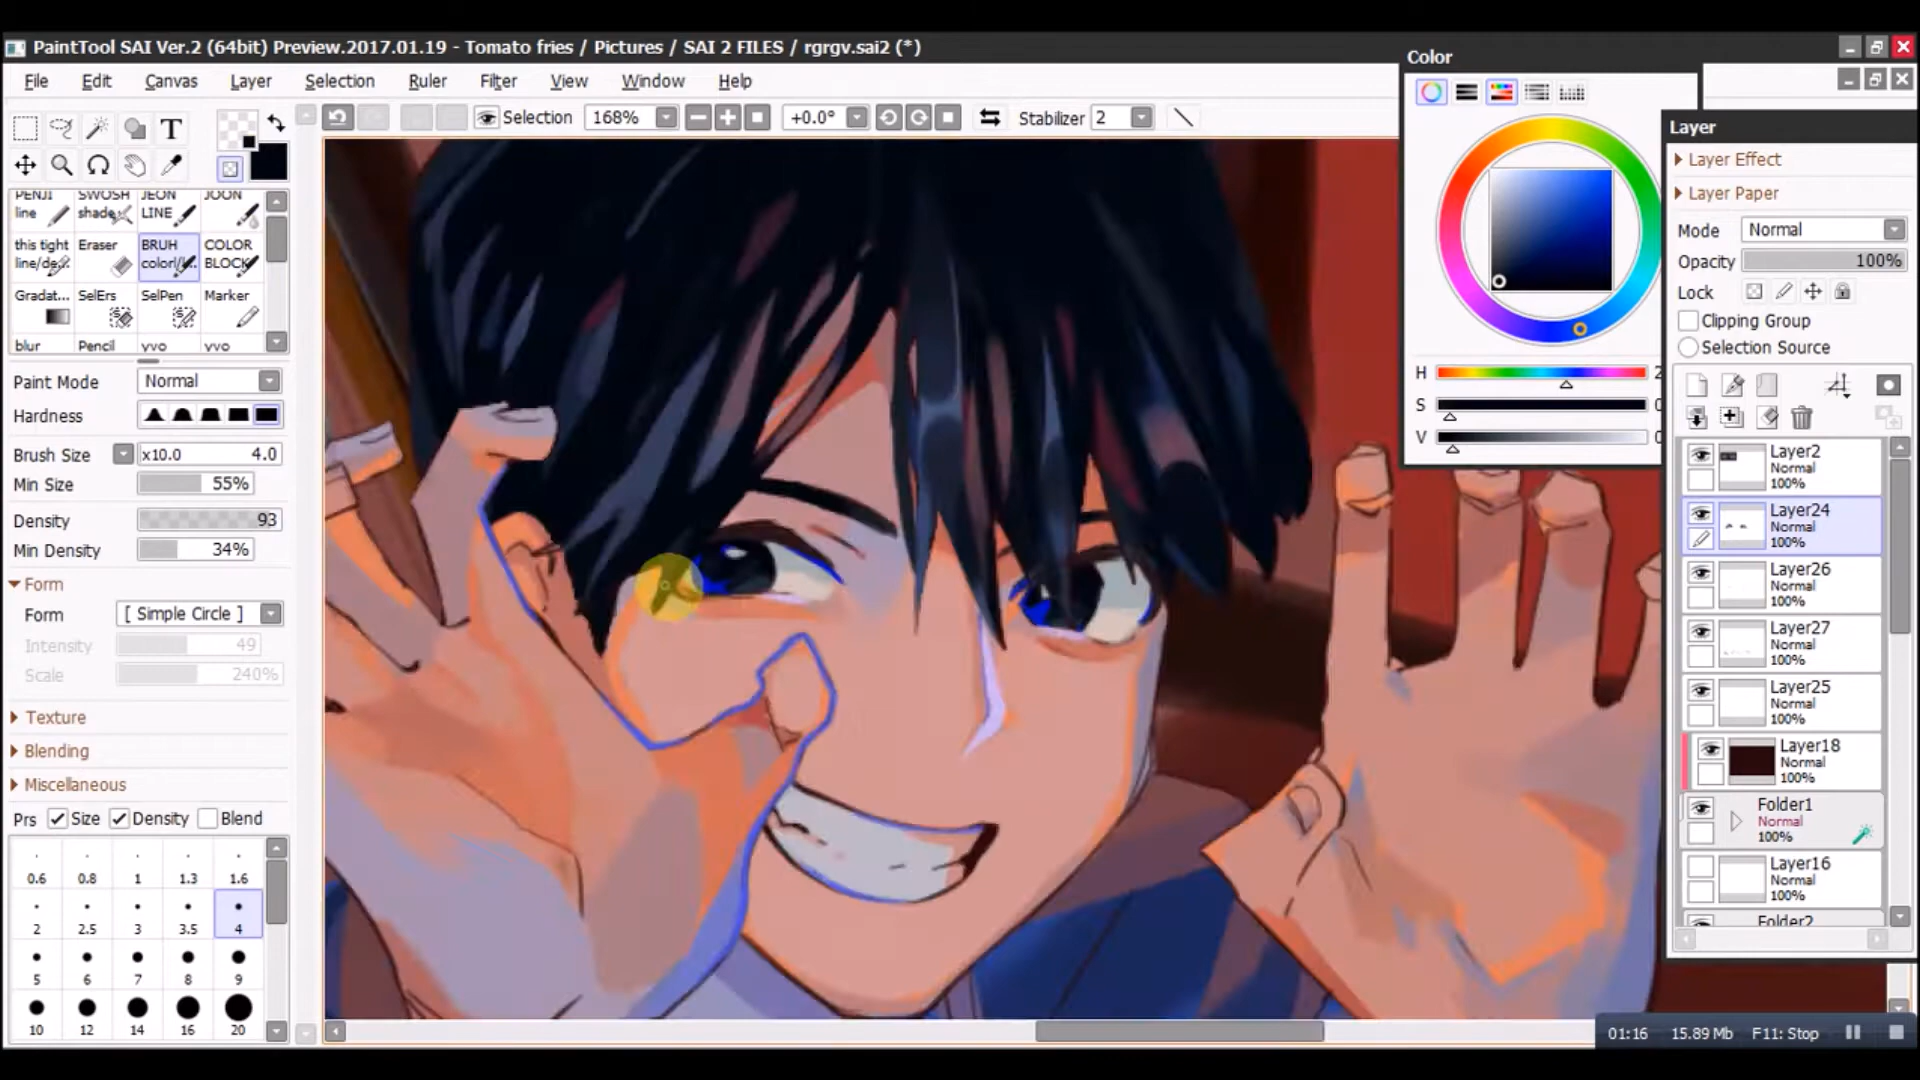 PaintTool SAI Ver.2 (64bit) Preview.2017.01.19 - Tomato fries / Pictures / SAI 2 FILES / rgrgv.sai2 (*)
File Edit Canvas Layer Selection Ruler Filter View Window Help
Selection 168% +0.0° Stabilizer 2
T
PENJI line
SWOSH shade
JEON LINE
JOON
this tight line/de...
Eraser
BRUH colorl/l...
COLOR BLOCK
Gradat...
SelErs
SelPen
Marker
blur
Pencil
yvo
yvo
Paint Mode Normal
Hardness
Brush Size x10.0 4.0
Min Size 55%
Density 93
Min Density 34%
Form
Form [ Simple Circle ]
Intensity 49
Scale 240%
Texture
Blending
Miscellaneous
Prs Size Density Blend
0.6 0.8 1 1.3 1.6
2 2.5 3 3.5 4
5 6 7 8 9
10 12 14 16 20
Color
H 2
S 0
V 0
Layer
Layer Effect
Layer Paper
Mode Normal
Opacity 100%
Lock
Clipping Group
Selection Source
Layer2
Normal
100%
Layer24
Normal
100%
Layer26
Normal
100%
Layer27
Normal
100%
Layer25
Normal
100%
Layer18
Normal
100%
Folder1
Normal
100%
Layer16
Normal
100%
Folder2
01:16 15.89 Mb F11: Stop